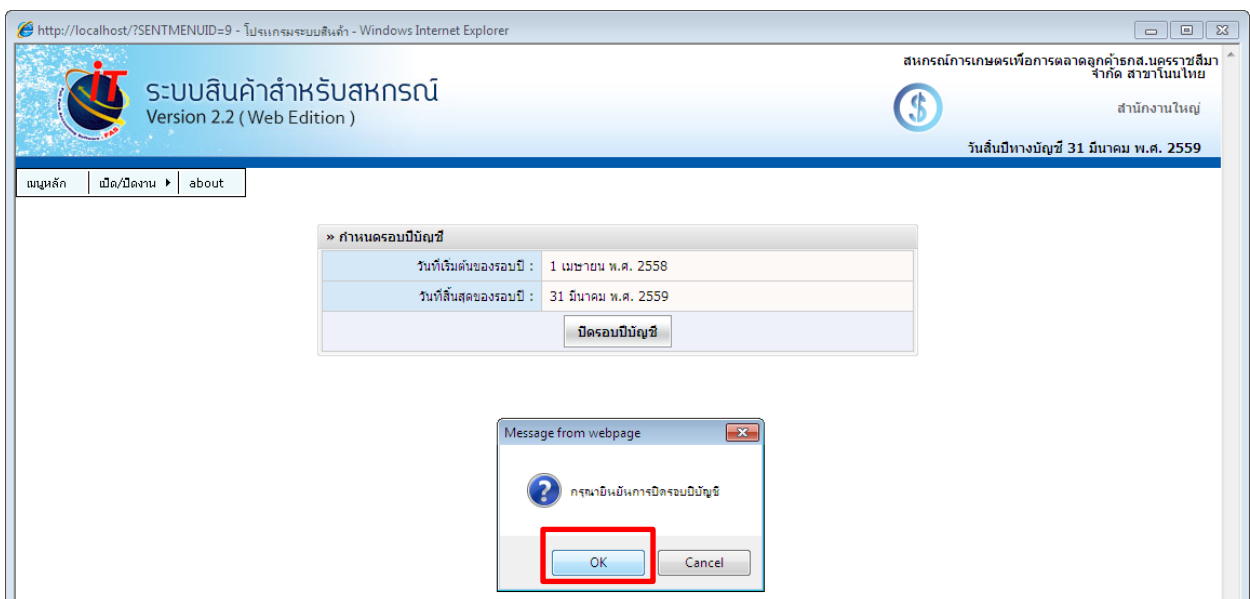 http://localhost/?SENTMENUID=9 - โปรแกรมระบบสินค้า - Windows Internet Explorer
สหกรณ์การเกษตรเพื่อการตลาดลูกค้าธกส.นครราชสีมา
จำกัด สาขาโนนไทย
iT
ระบบสินค้าสำหรับสหกรณ์
Version 2.2 ( Web Edition )
สำนักงานใหญ่
วันสิ้นปีทางบัญชี 31 มีนาคม พ.ศ. 2559
เมนูหลัก เปิด/ปิดงาน about
» กำหนดรอบปีบัญชี
วันที่เริ่มต้นของรอบปี : 1 เมษายน พ.ศ. 2558
วันที่สิ้นสุดของรอบปี : 31 มีนาคม พ.ศ. 2559
ปิดรอบปีบัญชี
Message from webpage
กรุณายืนยันการปิดรอบปีบัญชี
OK Cancel